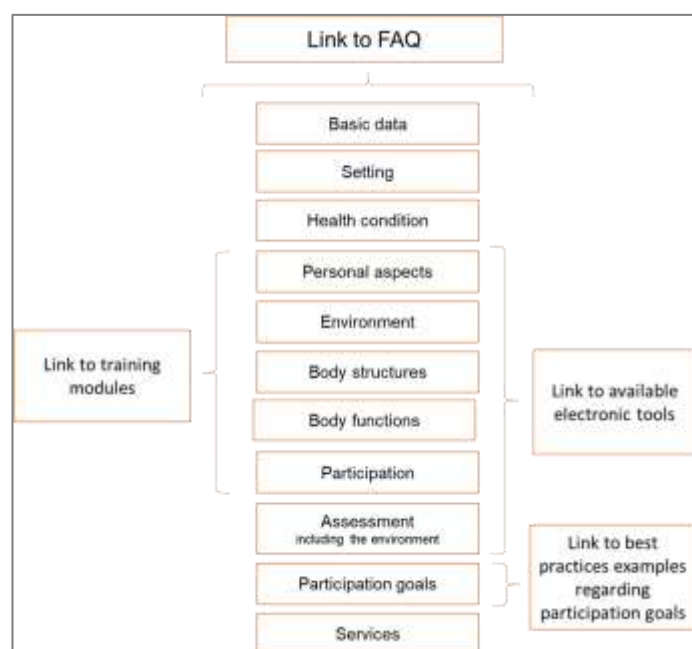 Link to FAQ
Basic data
Setting
Health condition
Personal aspects
Environment
Link to training
modules
Body structures
Link to available
electronic tools
Body functions
Participation
Assessment
including the environment
Link to best
practices examples
regarding
participation goals
Participation goals
Services